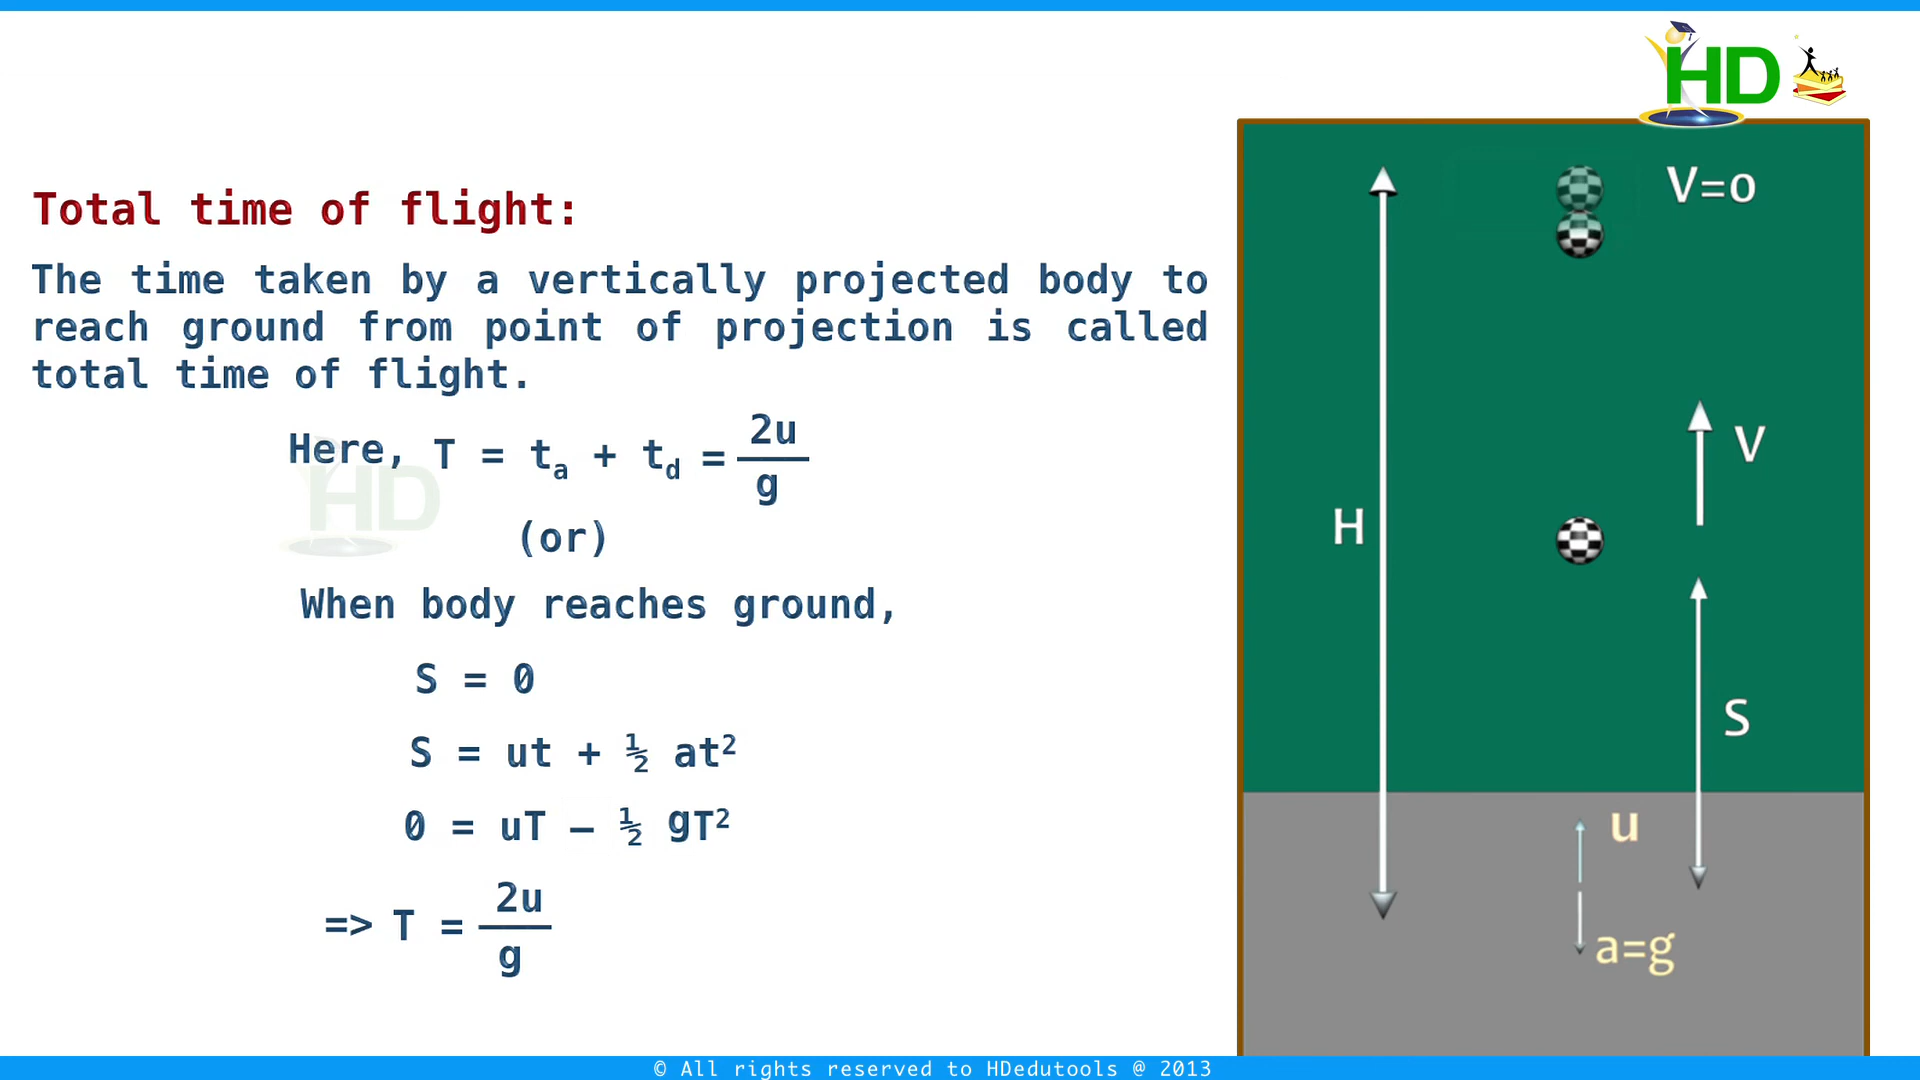 HD
Total time of flight:
The time taken by a vertically projected body to
reach ground from point of projection is called
total time of flight.
Here, T = tₐ + t_d = 2u/g
HD
(or)
When body reaches ground,
S = 0
S = ut + ½ at²
0 = uT – ½ gT²
=> T = 2u/g
V=o
V
H
S
u
a=g
© All rights reserved to HDedutools @ 2013